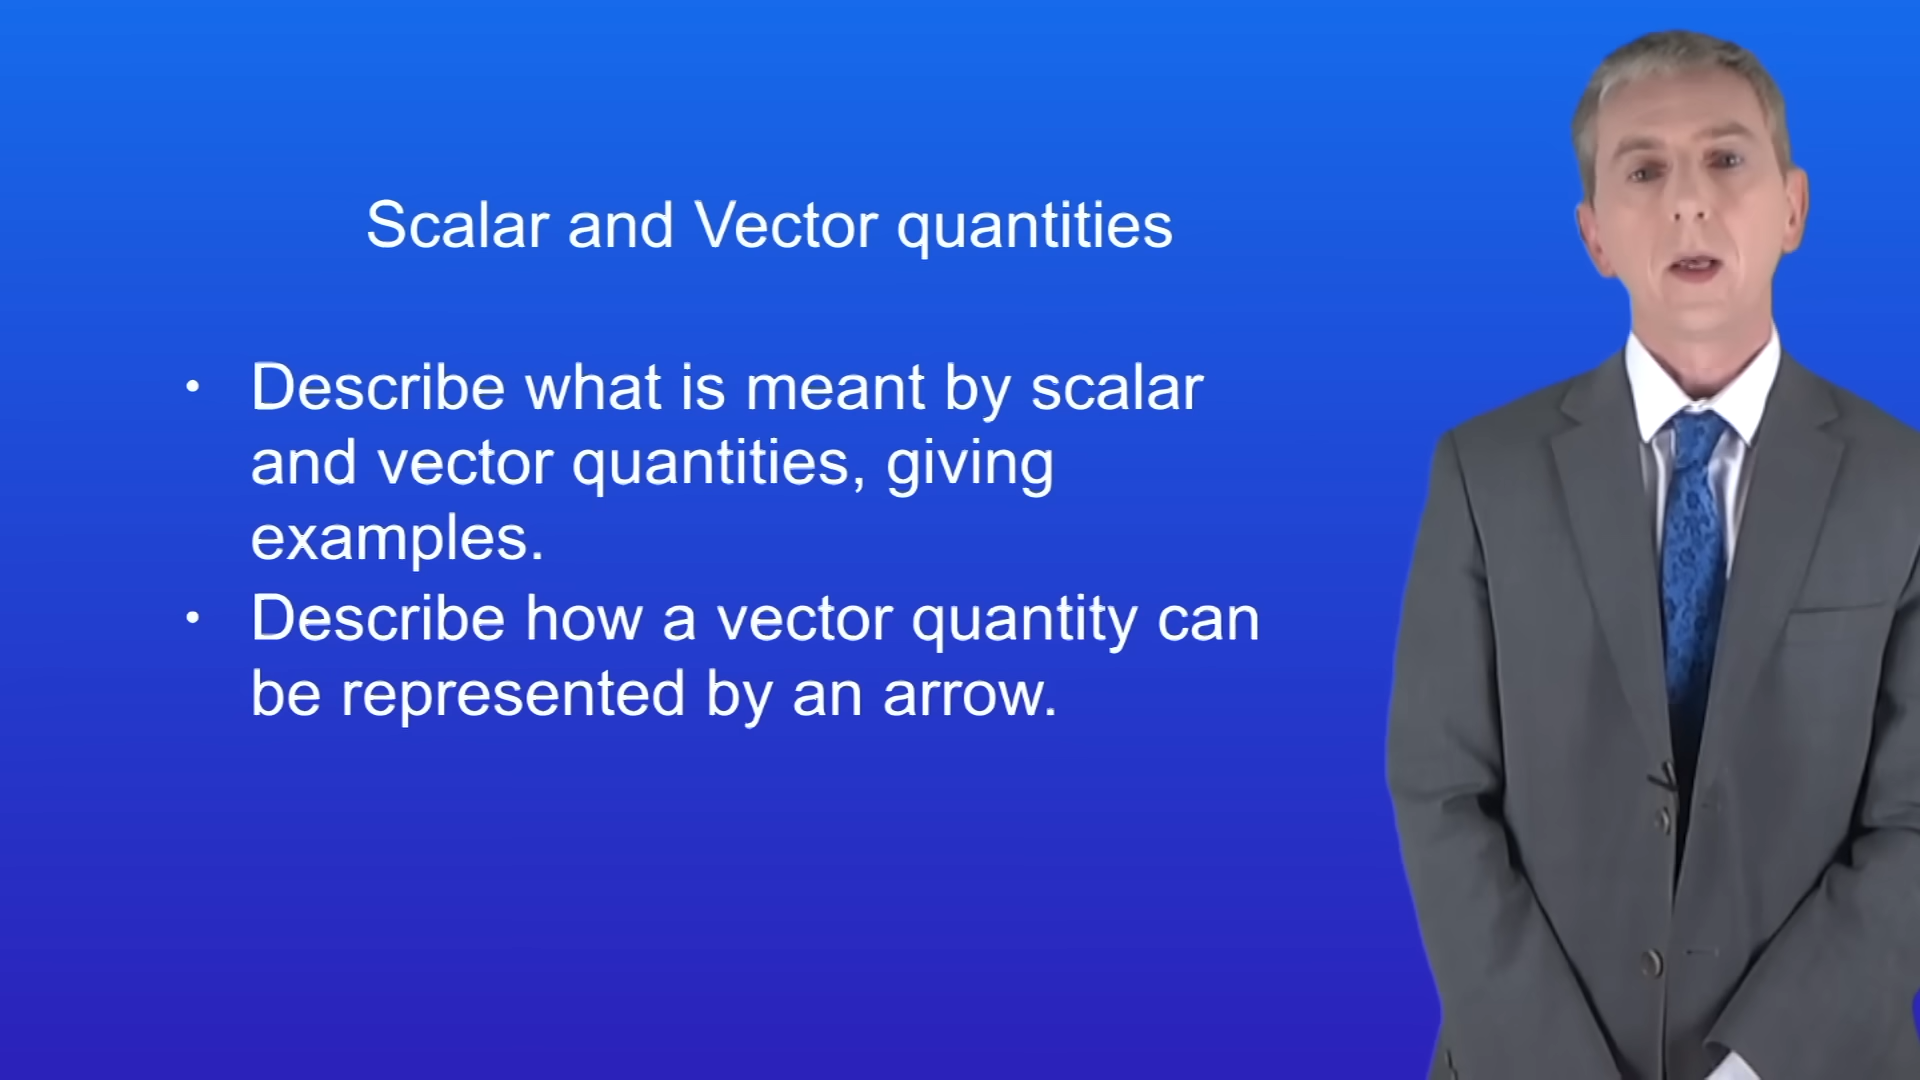 Scalar and Vector quantities
• Describe what is meant by scalar
and vector quantities, giving
examples.
• Describe how a vector quantity can
be represented by an arrow.